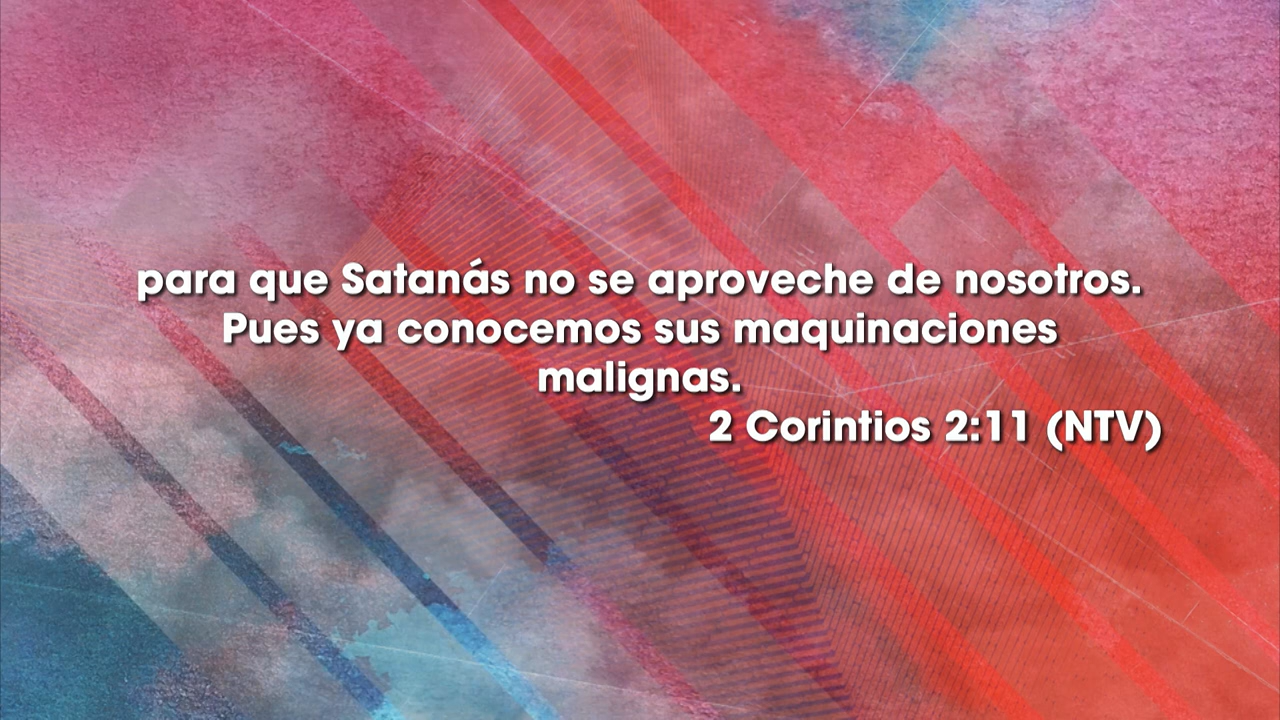 para que Satanás no se aproveche de nosotros.
Pues ya conocemos sus maquinaciones
malignas.
2 Corintios 2:11 (NTV)